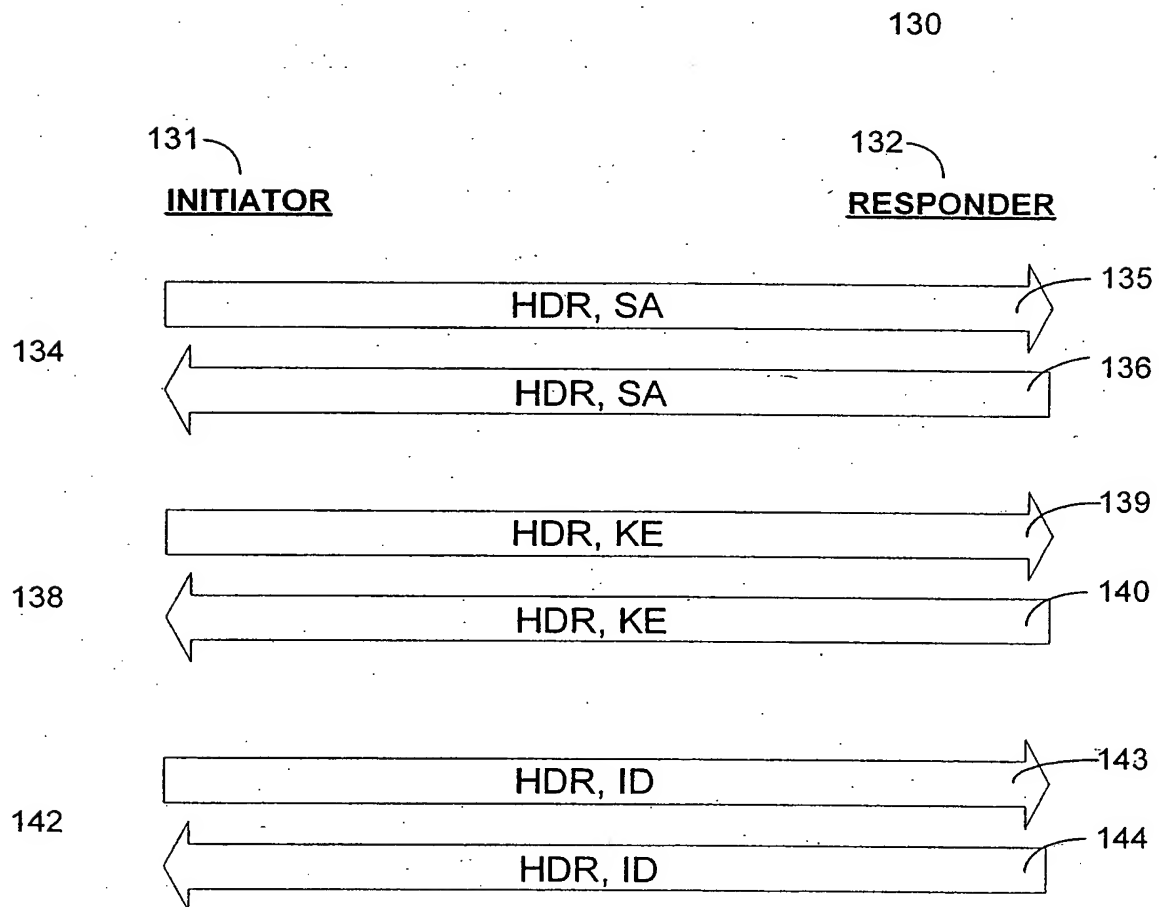 130
131
132
INITIATOR
RESPONDER
HDR, SA
135
134
HDR, SA
136
HDR, KE
139
138
HDR, KE
140
HDR, ID
143
142
HDR, ID
144